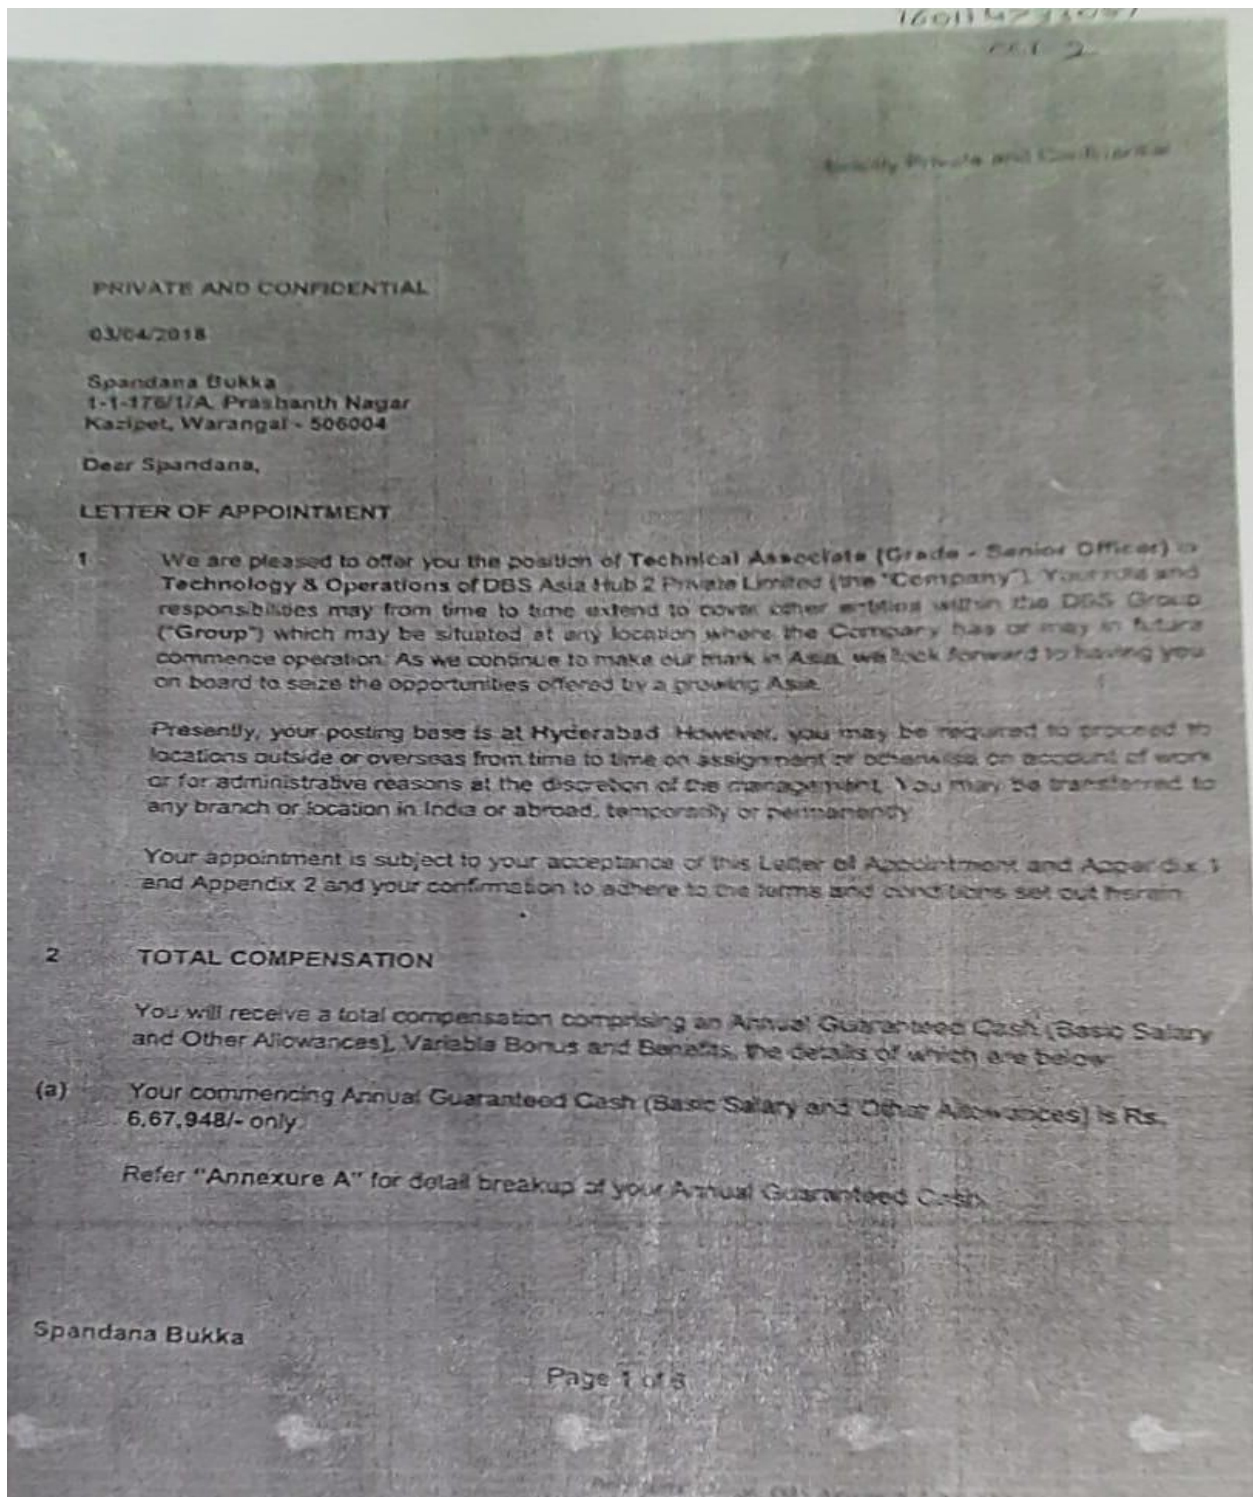 Private and Confidential
PRIVATE AND CONFIDENTIAL
03/04/2018
Spandana Bukka
1-1-176/1/A, Prashanth Nagar
Kazipet, Warangal - 506004
Dear Spandana,
LETTER OF APPOINTMENT
1 We are pleased to offer you the position of Technical Associate (Grade - Senior Officer) in
Technology & Operations of DBS Asia Hub 2 Private Limited (the "Company"). Your role and
responsibilities may from time to time extend to cover other entities within the DBS Group
("Group") which may be situated at any location where the Company has or may in future
commence operation. As we continue to make our mark in Asia, we look forward to having you
on board to seize the opportunities offered by a growing Asia.
Presently, your posting base is at Hyderabad. However, you may be required to proceed to
locations outside or overseas from time to time on assignment or otherwise on account of work
or for administrative reasons at the discretion of the management. You may be transferred to
any branch or location in India or abroad, temporarily or permanently
Your appointment is subject to your acceptance of this Letter of Appointment and Appendix 1
and Appendix 2 and your confirmation to adhere to the terms and conditions set out herein.
2 TOTAL COMPENSATION
You will receive a total compensation comprising an Annual Guaranteed Cash (Basic Salary
and Other Allowances), Variable Bonus and Benefits, the details of which are below:
(a) Your commencing Annual Guaranteed Cash (Basic Salary and Other Allowances) is Rs.
6,67,948/- only.
Refer "Annexure A" for detail breakup of your Annual Guaranteed Cash.
Spandana Bukka
Page 1 of